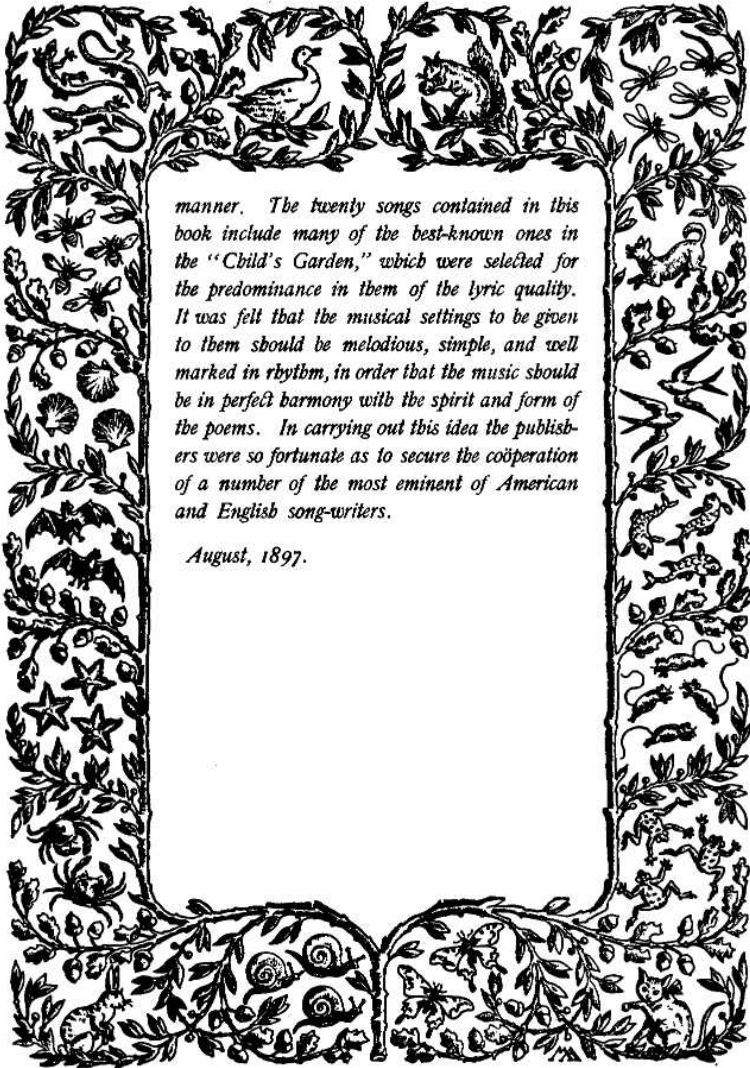 manner. The twenty songs contained in this
book include many of the best-known ones in
the “Child's Garden,” which were selected for
the predominance in them of the lyric quality.
It was felt that the musical settings to be given
to them should be melodious, simple, and well
marked in rhythm, in order that the music should
be in perfect harmony with the spirit and form of
the poems. In carrying out this idea the publish-
ers were so fortunate as to secure the coöperation
of a number of the most eminent of American
and English song-writers.
August, 1897.